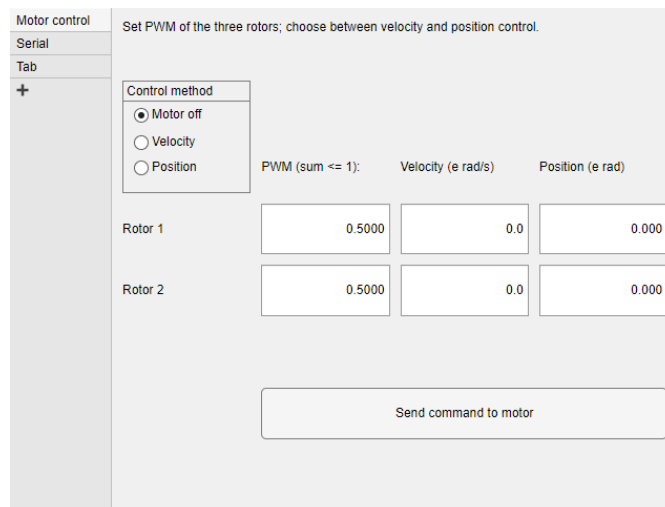 Motor control
Serial
Tab
+
Set PWM of the three rotors; choose between velocity and position control.
Control method
Motor off
Velocity
Position
PWM (sum <= 1): Velocity (e rad/s) Position (e rad)
Rotor 1 0.5000 0.0 0.000
Rotor 2 0.5000 0.0 0.000
Send command to motor